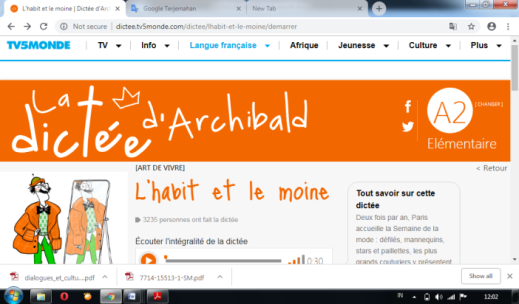 L'habit et le moine | Dictée d'Arc
Google Terjemahan
New Tab
Not secure | dictee.tv5monde.com/dictee/lhabit-et-le-moine/demarrer
TV5MONDE TV Info Langue française Afrique Jeunesse Culture Plus
La dictée d'Archibald
A2 [CHANGER]
Elémentaire
[ART DE VIVRE]
< Retour
L'habit et le moine
3235 personnes ont fait la dictée
Écouter l'intégralité de la dictée
0:30
Tout savoir sur cette
dictée
Deux fois par an, Paris
accueille la Semaine de la
mode : défilés, mannequins,
stars et paillettes, les plus
grands couturiers y présentent
dialogues_et_cultu....pdf
7714-15513-1-SM.pdf
Show all
IN
12:02